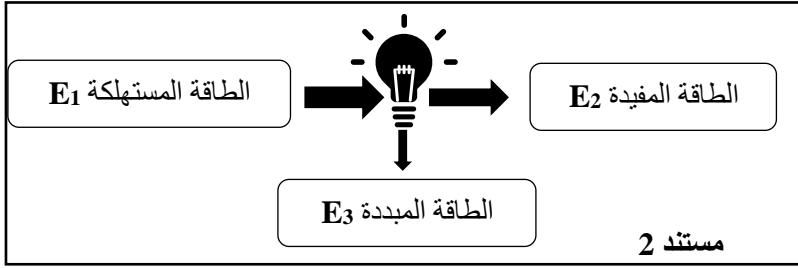 الطاقة المستهلكة E1
الطاقة المفيدة E2
الطاقة المبددة E3
مستند 2